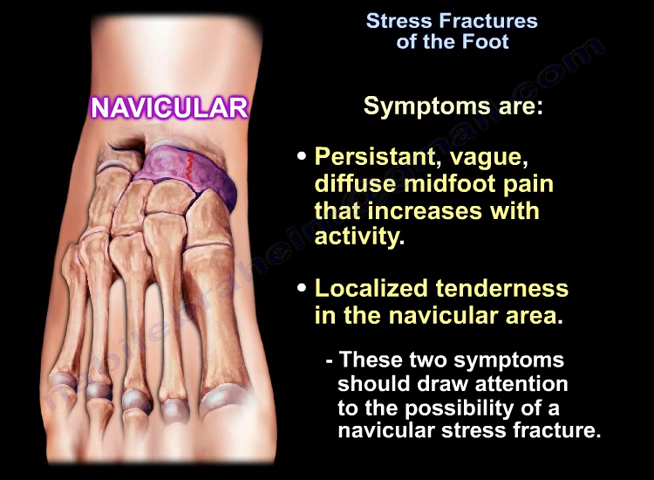 Stress Fractures
of the Foot
NAVICULAR
Symptoms are:
• Persistant, vague,
diffuse midfoot pain
that increases with
activity.
• Localized tenderness
in the navicular area.
- These two symptoms
should draw attention
to the possibility of a
navicular stress fracture.